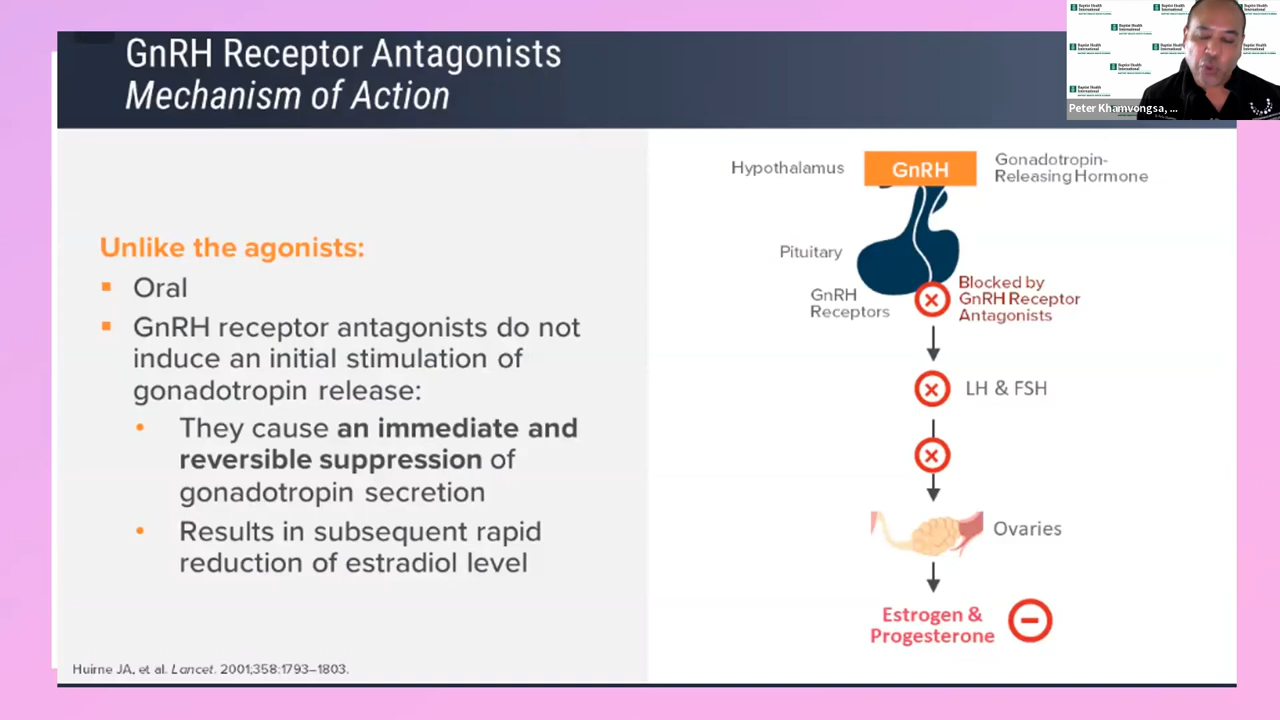 GnRH Receptor Antagonists
Mechanism of Action
Baptist Health
International
Peter Khamvongsa, ...
Unlike the agonists:
Oral
GnRH receptor antagonists do not
induce an initial stimulation of
gonadotropin release:
They cause an immediate and
reversible suppression of
gonadotropin secretion
Results in subsequent rapid
reduction of estradiol level
Huirne JA, et al. Lancet. 2001;358:1793–1803.
Hypothalamus
GnRH
Gonadotropin-
Releasing Hormone
Pituitary
GnRH
Receptors
Blocked by
GnRH Receptor
Antagonists
LH & FSH
Ovaries
Estrogen &
Progesterone